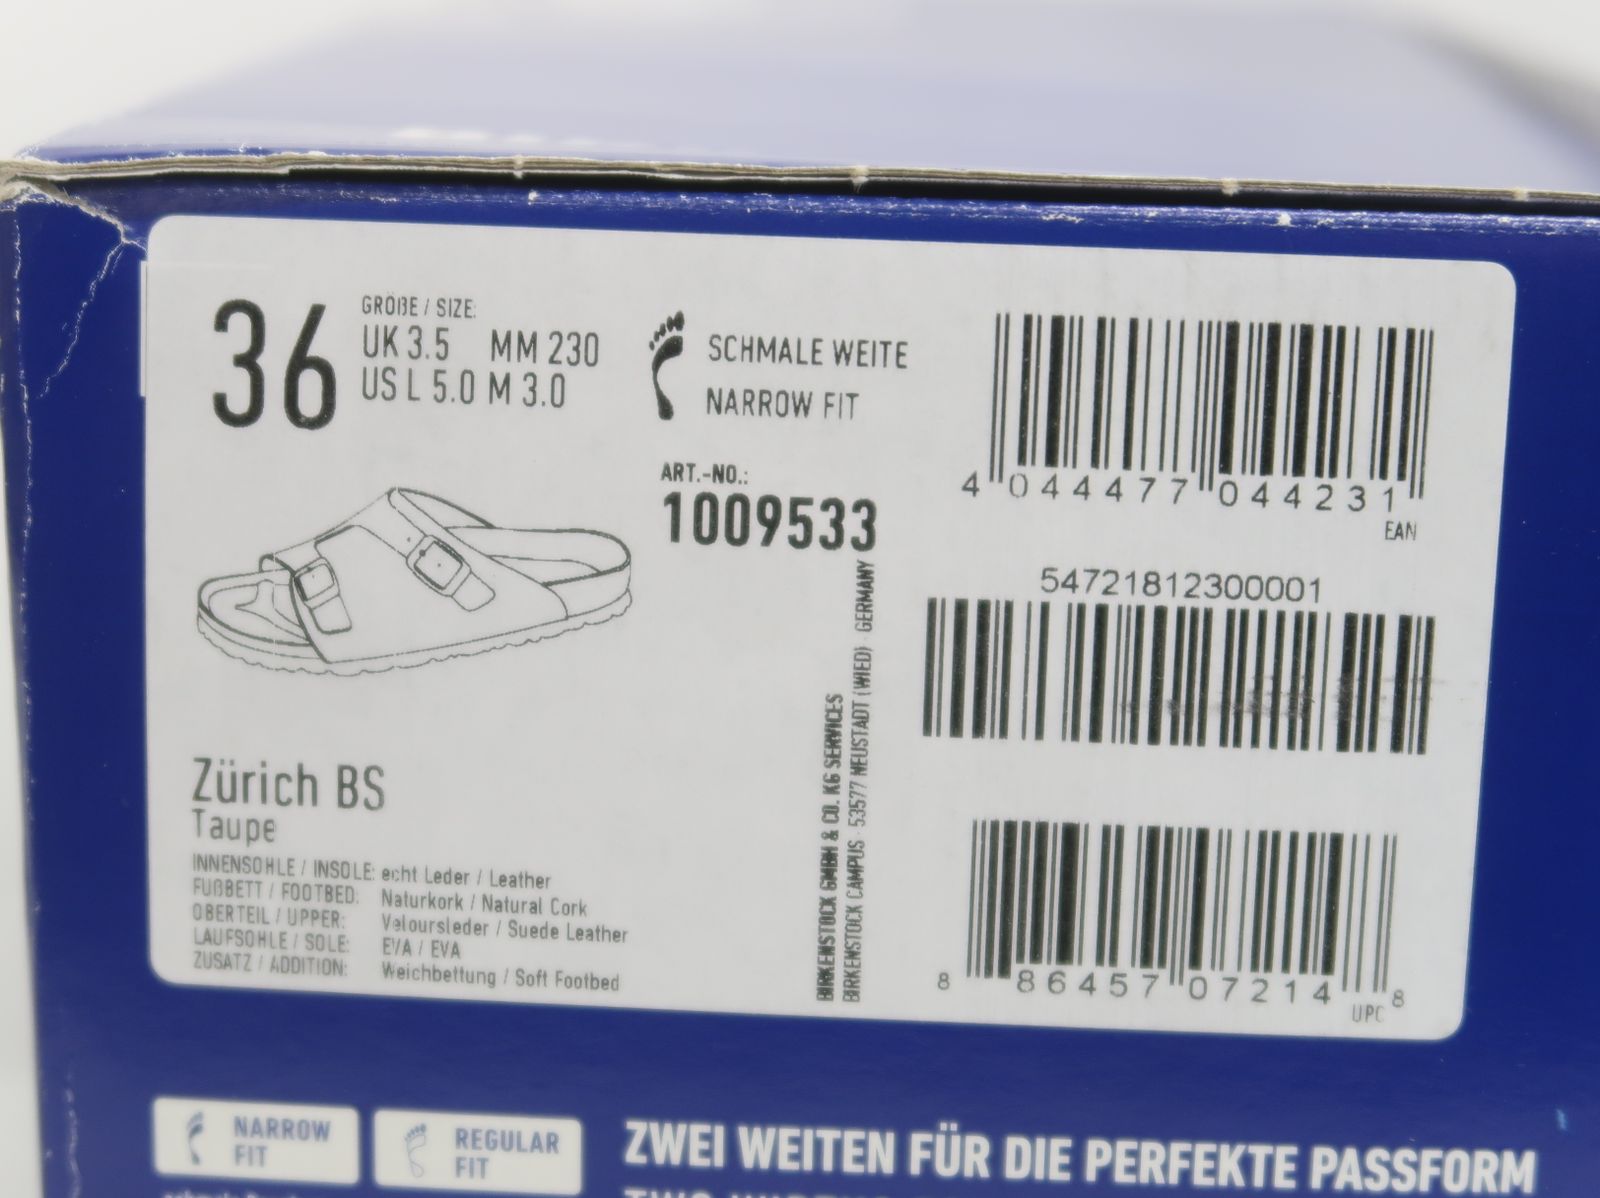 36
GRÖẞE / SIZE:
UK 3.5 MM 230
US L 5.0 M 3.0
SCHMALE WEITE
NARROW FIT
ART.-NO.:
1009533
4 044477 044231
EAN
54721812300001
8 86457 07214 8
UPC
BIRKENSTOCK GMBH & CO. KG SERVICES
BIRKENSTOCK CAMPUS · 53577 NEUSTADT (WIED) · GERMANY
Zürich BS
Taupe
INNENSOHLE / INSOLE: echt Leder / Leather
FUẞBETT / FOOTBED: Naturkork / Natural Cork
OBERTEIL / UPPER: Veloursleder / Suede Leather
LAUFSOHLE / SOLE: EVA / EVA
ZUSATZ / ADDITION: Weichbettung / Soft Footbed
NARROW
FIT
REGULAR
FIT
ZWEI WEITEN FÜR DIE PERFEKTE PASSFORM